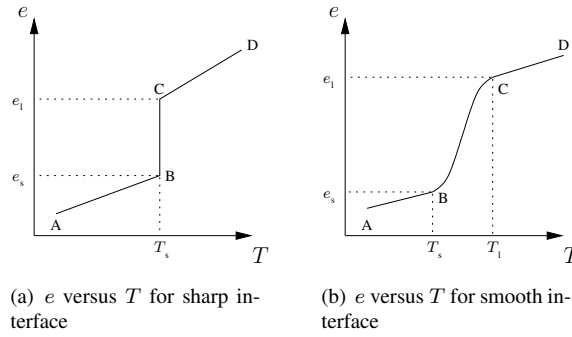 e
D
C
e_l
e_s
B
A
T_s
T
(a) e versus T for sharp in-
terface
e
D
e_l
C
e_s
B
A
T_s
T_l
T
(b) e versus T for smooth in-
terface